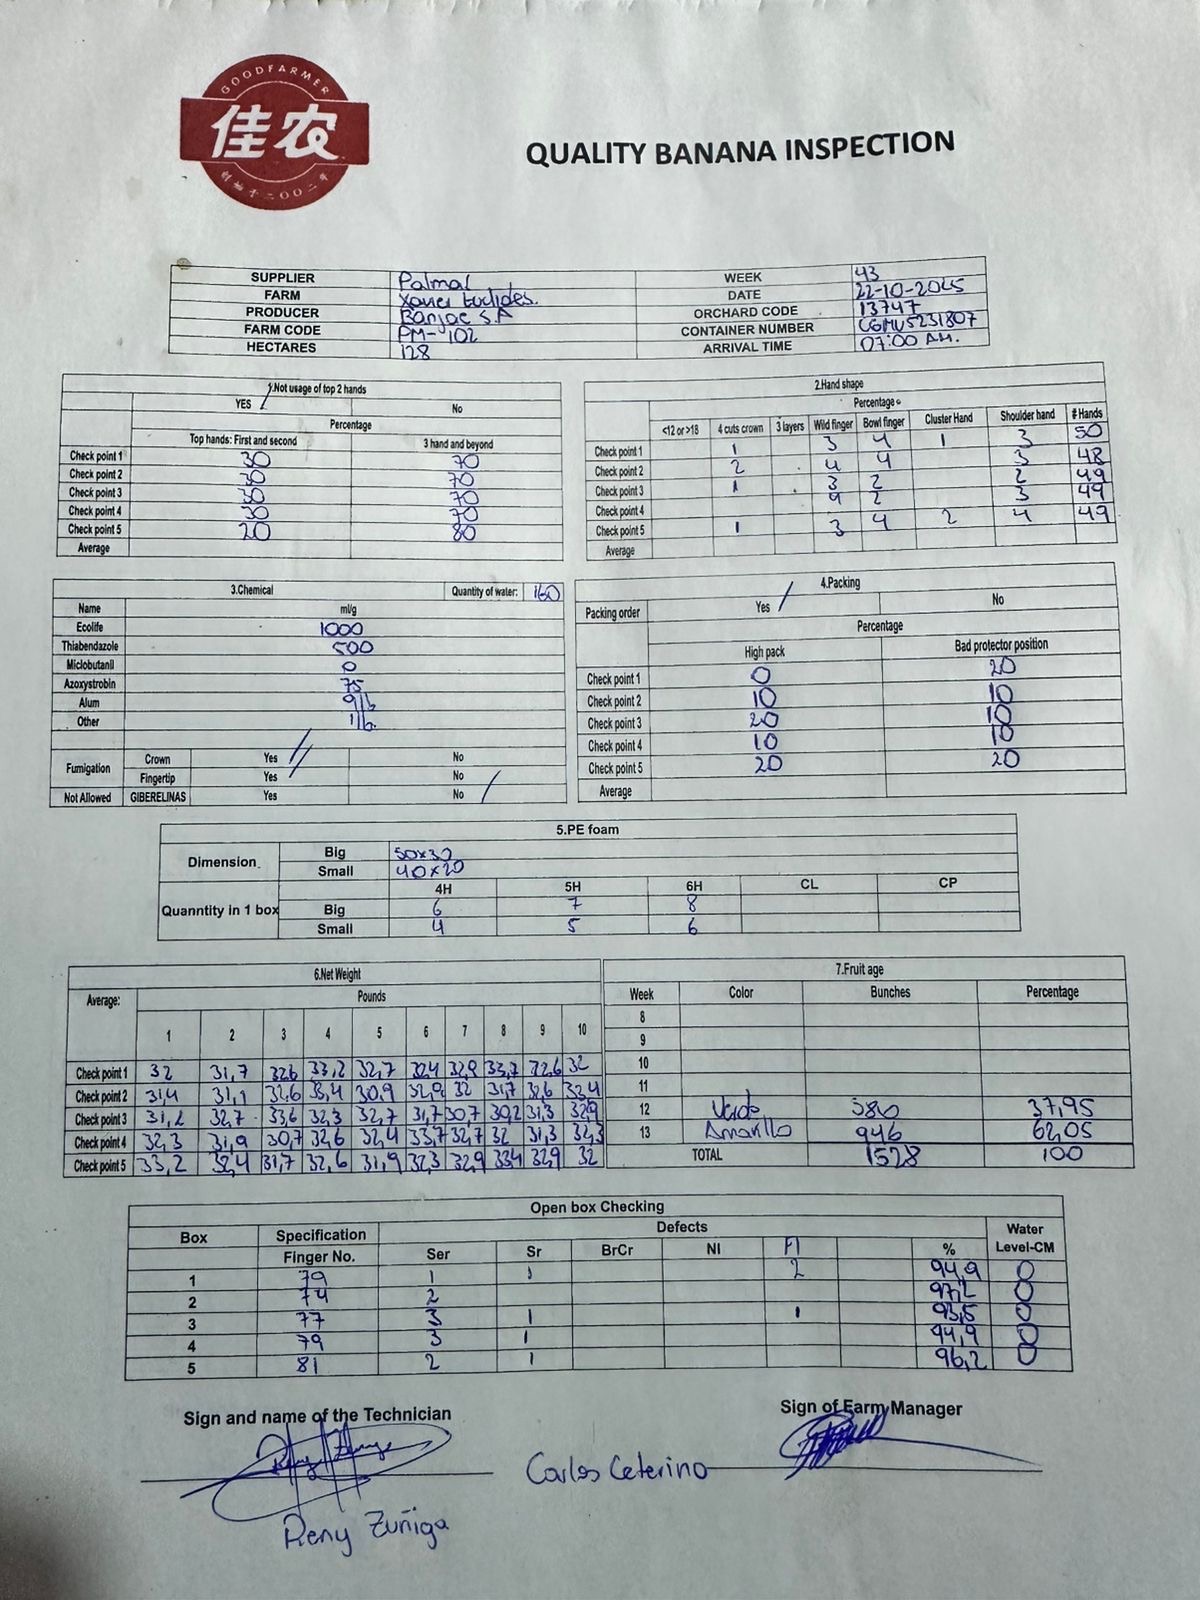 GOODFARMER
佳农
创始于二〇〇二年
QUALITY BANANA INSPECTION
SUPPLIER Palmal WEEK 43
FARM Xavier Euclides. DATE 22-10-2025
PRODUCER Banjae S.A ORCHARD CODE 13747
FARM CODE PM-102 CONTAINER NUMBER CGMU5231807
HECTARES 128 ARRIVAL TIME 07:00 AM.
1.Not usage of top 2 hands
YES / No
Percentage
Top hands: First and second 3 hand and beyond
Check point 1 30 70
Check point 2 30 70
Check point 3 30 70
Check point 4 30 70
Check point 5 20 80
Average
2.Hand shape
Percentage
<12 or >18 4 cuts crown 3 layers Wild finger Bowl finger Cluster Hand Shoulder hand # Hands
Check point 1 1 3 4 1 3 50
Check point 2 2 4 4 3 48
Check point 3 1 3 2 2 49
Check point 4 4 2 3 49
Check point 5 1 3 4 2 4 49
Average
3.Chemical Quantity of water: 160
Name ml/g
Ecolife 1000
Thiabendazole 500
Miclobutanil 0
Azoxystrobin 75
Alum 9lb
Other 1lb.
Fumigation Crown Yes / No
Fingertip Yes / No
Not Allowed GIBERELINAS Yes No /
4.Packing
Packing order Yes / No
Percentage
High pack Bad protector position
Check point 1 0 20
Check point 2 10 10
Check point 3 20 10
Check point 4 10 10
Check point 5 20 20
Average
5.PE foam
Dimension Big 50x32
Small 40x20
4H 5H 6H CL CP
Quanntity in 1 box Big 6 7 8
Small 4 5 6
6.Net Weight
Average: Pounds
1 2 3 4 5 6 7 8 9 10
Check point 1 32 31,7 32,6 33,2 32,7 32,4 32,9 33,7 32,6 32
Check point 2 31,4 31,1 32,6 33,4 30,9 32,9 32 31,7 32,6 33,4
Check point 3 31,2 32,7 33,6 32,3 32,7 31,7 30,7 30,2 31,3 32,9
Check point 4 32,3 31,9 30,7 32,6 32,4 33,7 32,7 32 31,3 32,3
Check point 5 33,2 32,4 31,7 32,6 31,9 32,3 32,9 33,4 32,9 32
7.Fruit age
Week Color Bunches Percentage
8
9
10
11
12 Verde 580 37,95
13 Amarillo 946 62,05
TOTAL 1528 100
Open box Checking
Box Specification Defects Water
Finger No. Ser Sr BrCr NI Fl % Level-CM
1 79 1 1 2 94,9 0
2 74 2 97,2 0
3 77 3 1 1 93,5 0
4 79 3 1 94,9 0
5 81 2 1 96,2 0
Sign and name of the Technician Sign of Farm Manager
Carlos Ceterino
Reny Zuñiga